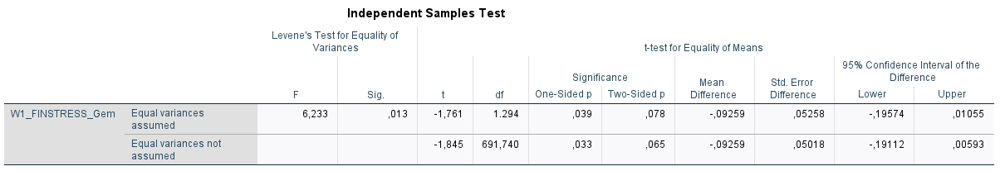 Independent Samples Test
Levene's Test for Equality of Variances
t-test for Equality of Means
F Sig. t df Significance One-Sided p Two-Sided p Mean Difference Std. Error Difference 95% Confidence Interval of the Difference Lower Upper
W1_FINSTRESS_Gem Equal variances assumed 6,233 ,013 -1,761 1.294 ,039 ,078 -,09259 ,05258 -,19574 ,01055
Equal variances not assumed -1,845 691,740 ,033 ,065 -,09259 ,05018 -,19112 ,00593